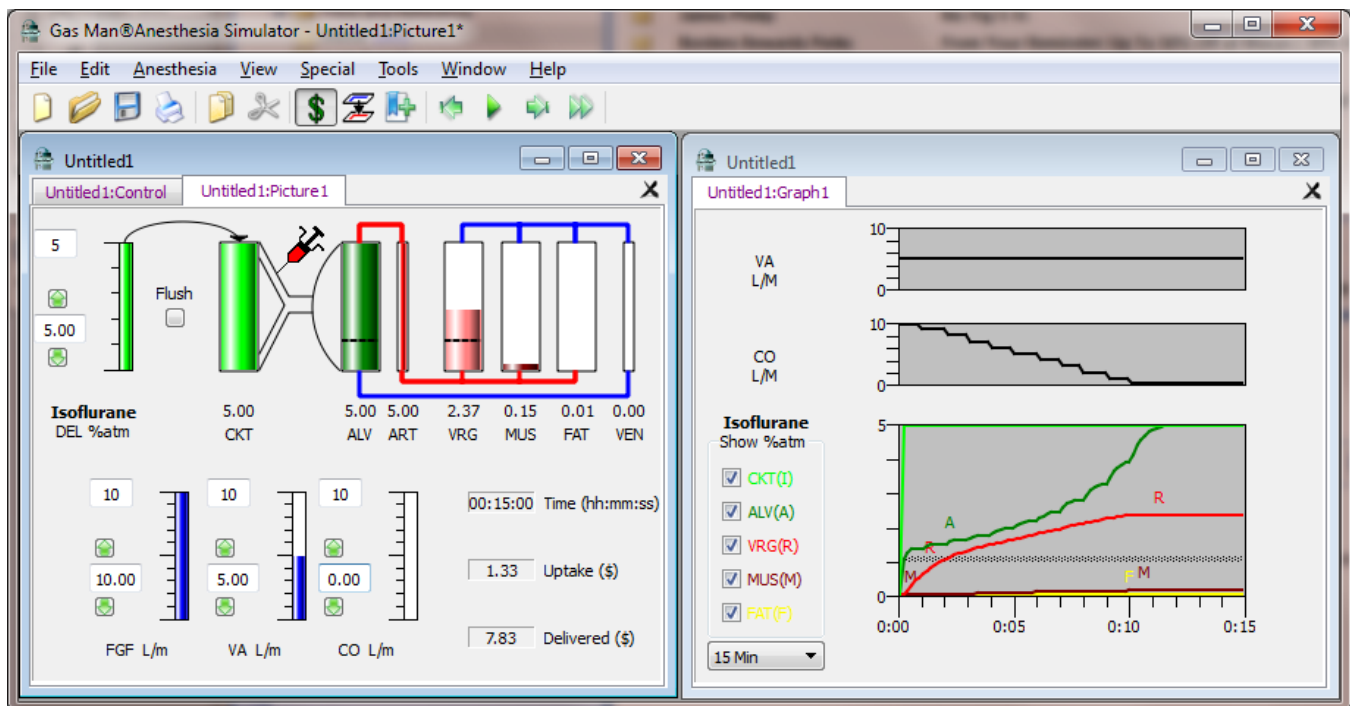 Gas Man®Anesthesia Simulator - Untitled1:Picture1*
File Edit Anesthesia View Special Tools Window Help
$
Untitled1
Untitled1:Control Untitled1:Picture1
5
Flush
5.00
Isoflurane
DEL %atm
5.00 5.00 5.00 2.37 0.15 0.01 0.00
CKT ALV ART VRG MUS FAT VEN
10 10 10
00:15:00 Time (hh:mm:ss)
10.00 5.00 0.00
1.33 Uptake ($)
7.83 Delivered ($)
FGF L/m VA L/m CO L/m
Untitled1
Untitled1:Graph1
VA
L/M
10
0
CO
L/M
10
0
Isoflurane
Show %atm
CKT(I)
ALV(A)
VRG(R)
MUS(M)
FAT(F)
15 Min
5
R
A
R
M
F M
0
0:00 0:05 0:10 0:15